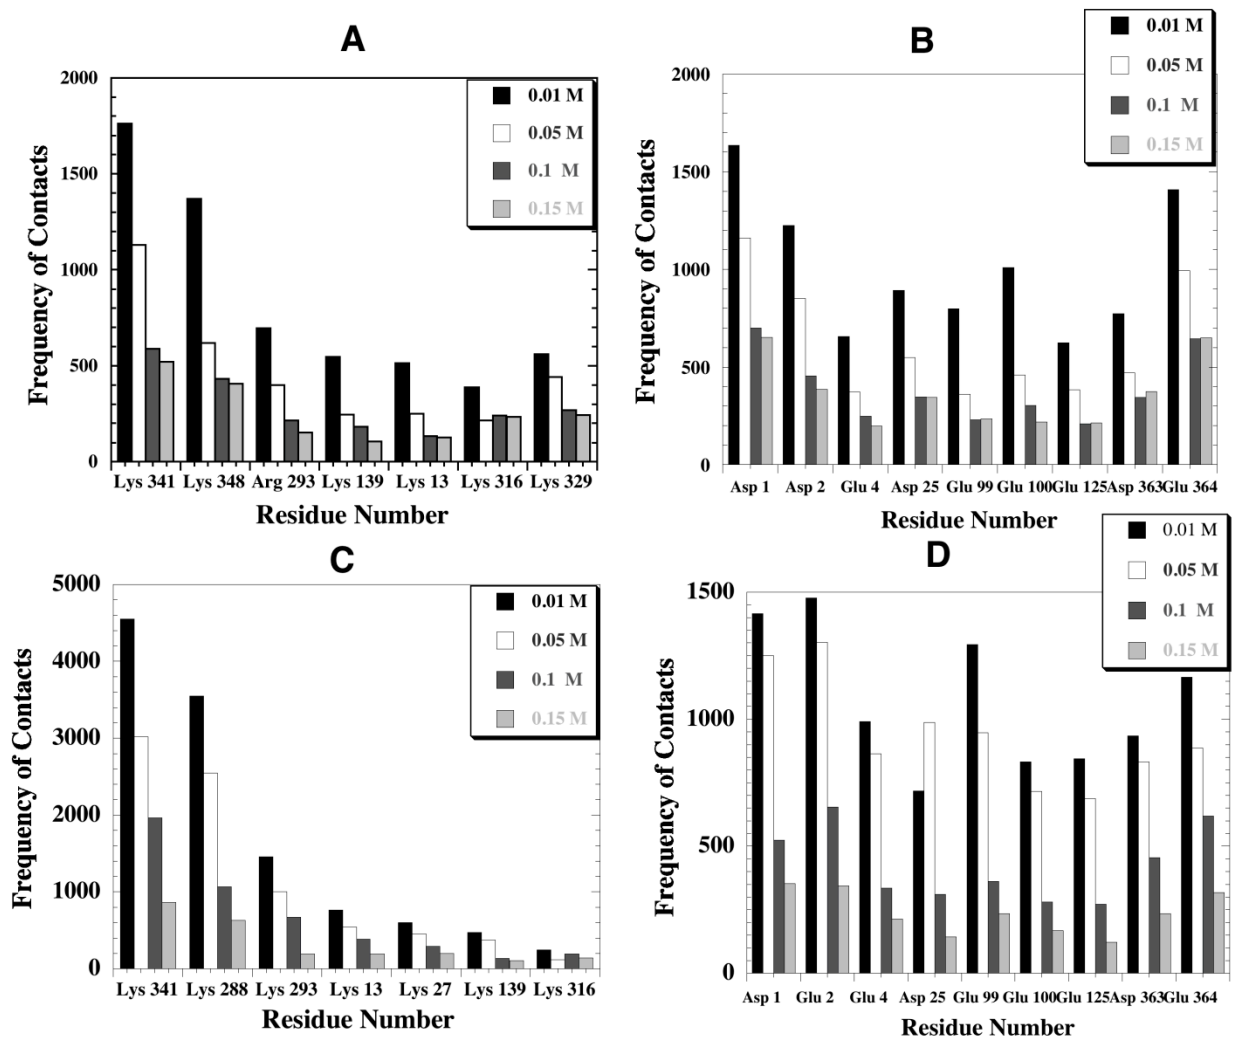 A
2000
1500
1000
500
0
Frequency of Contacts
0.01 M
0.05 M
0.1 M
0.15 M
Lys 341 Lys 348 Arg 293 Lys 139 Lys 13 Lys 316 Lys 329
Residue Number
B
2000
1500
1000
500
0
Frequency of Contacts
0.01 M
0.05 M
0.1 M
0.15 M
Asp 1 Asp 2 Glu 4 Asp 25 Glu 99 Glu 100 Glu 125 Asp 363 Glu 364
Residue Number
C
5000
4000
3000
2000
1000
0
Frequency of Contacts
0.01 M
0.05 M
0.1 M
0.15 M
Lys 341 Lys 288 Lys 293 Lys 13 Lys 27 Lys 139 Lys 316
Residue Number
D
1500
1000
500
0
Frequency of Contacts
0.01 M
0.05 M
0.1 M
0.15 M
Asp 1 Glu 2 Glu 4 Asp 25 Glu 99 Glu 100 Glu 125 Asp 363 Glu 364
Residue Number